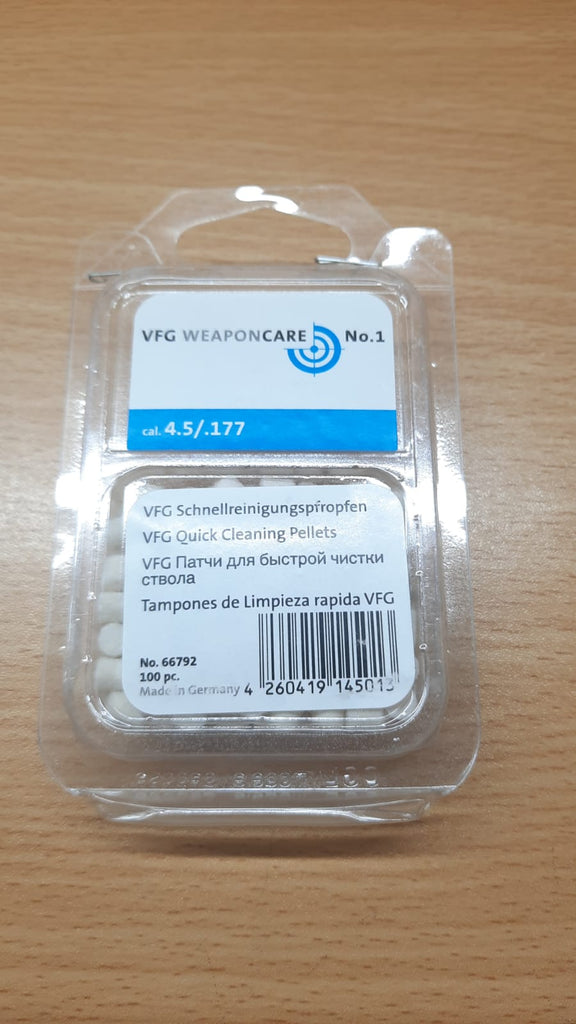 VFG WEAPONCARE No.1
cal. 4.5/.177
VFG Schnellreinigungspfropfen
VFG Quick Cleaning Pellets
VFG Патчи для быстрой чистки
ствола
Tampones de Limpieza rapida VFG
No. 66792
100 pc.
Made in Germany
4 260419 145013